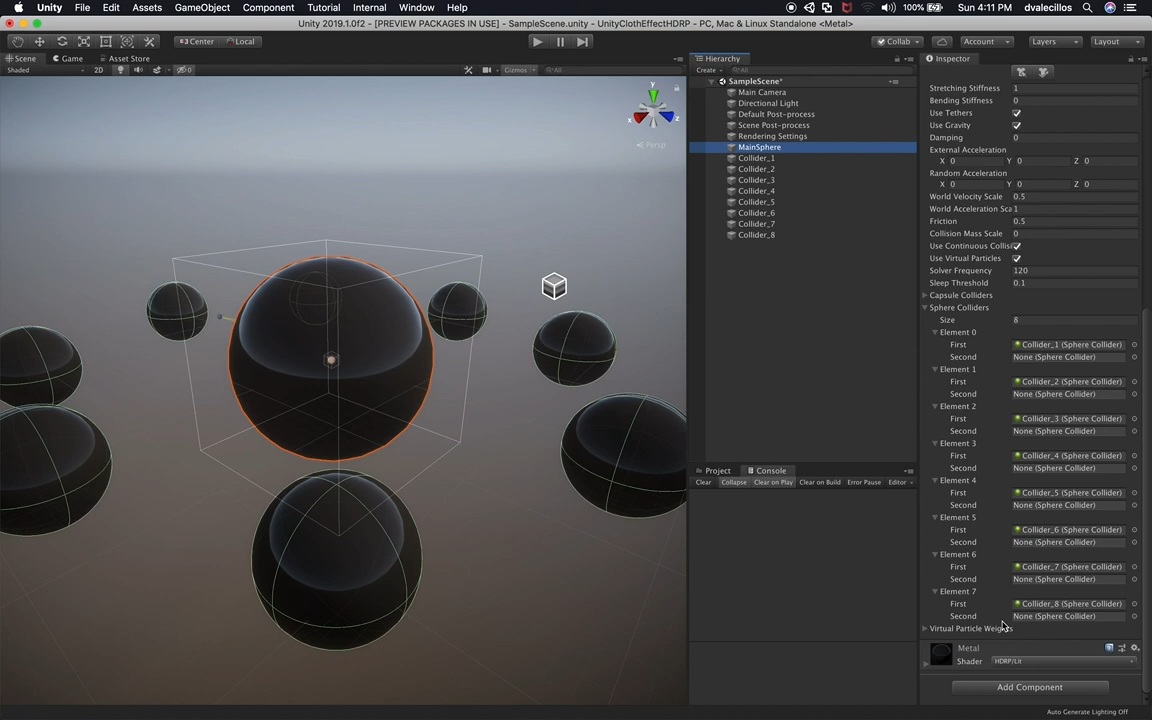 Unity File Edit Assets GameObject Component Tutorial Internal Window Help 100% Sun 4:11 PM dvalecillos
Unity 2019.1.0f2 - [PREVIEW PACKAGES IN USE] - SampleScene.unity - UnityClothEffectHDRP - PC, Mac & Linux Standalone <Metal>
Center Local Collab Account Layers Layout
Scene Game Asset Store Hierarchy Inspector
Shaded 2D 0 Gizmos All Create All
y
x
z
Persp
SampleScene*
Main Camera
Directional Light
Default Post-process
Scene Post-process
Rendering Settings
MainSphere
Collider_1
Collider_2
Collider_3
Collider_4
Collider_5
Collider_6
Collider_7
Collider_8
Project Console
Clear Collapse Clear on Play Clear on Build Error Pause Editor
Stretching Stiffness 1
Bending Stiffness 0
Use Tethers
Use Gravity
Damping 0
External Acceleration
X 0 Y 0 Z 0
Random Acceleration
X 0 Y 0 Z 0
World Velocity Scale 0.5
World Acceleration Sca 1
Friction 0.5
Collision Mass Scale 0
Use Continuous Collis
Use Virtual Particles
Solver Frequency 120
Sleep Threshold 0.1
Capsule Colliders
Sphere Colliders
Size 8
Element 0
First Collider_1 (Sphere Collider)
Second None (Sphere Collider)
Element 1
First Collider_2 (Sphere Collider)
Second None (Sphere Collider)
Element 2
First Collider_3 (Sphere Collider)
Second None (Sphere Collider)
Element 3
First Collider_4 (Sphere Collider)
Second None (Sphere Collider)
Element 4
First Collider_5 (Sphere Collider)
Second None (Sphere Collider)
Element 5
First Collider_6 (Sphere Collider)
Second None (Sphere Collider)
Element 6
First Collider_7 (Sphere Collider)
Second None (Sphere Collider)
Element 7
First Collider_8 (Sphere Collider)
Second None (Sphere Collider)
Virtual Particle Weights
Metal
Shader HDRP/Lit
Add Component
Auto Generate Lighting Off